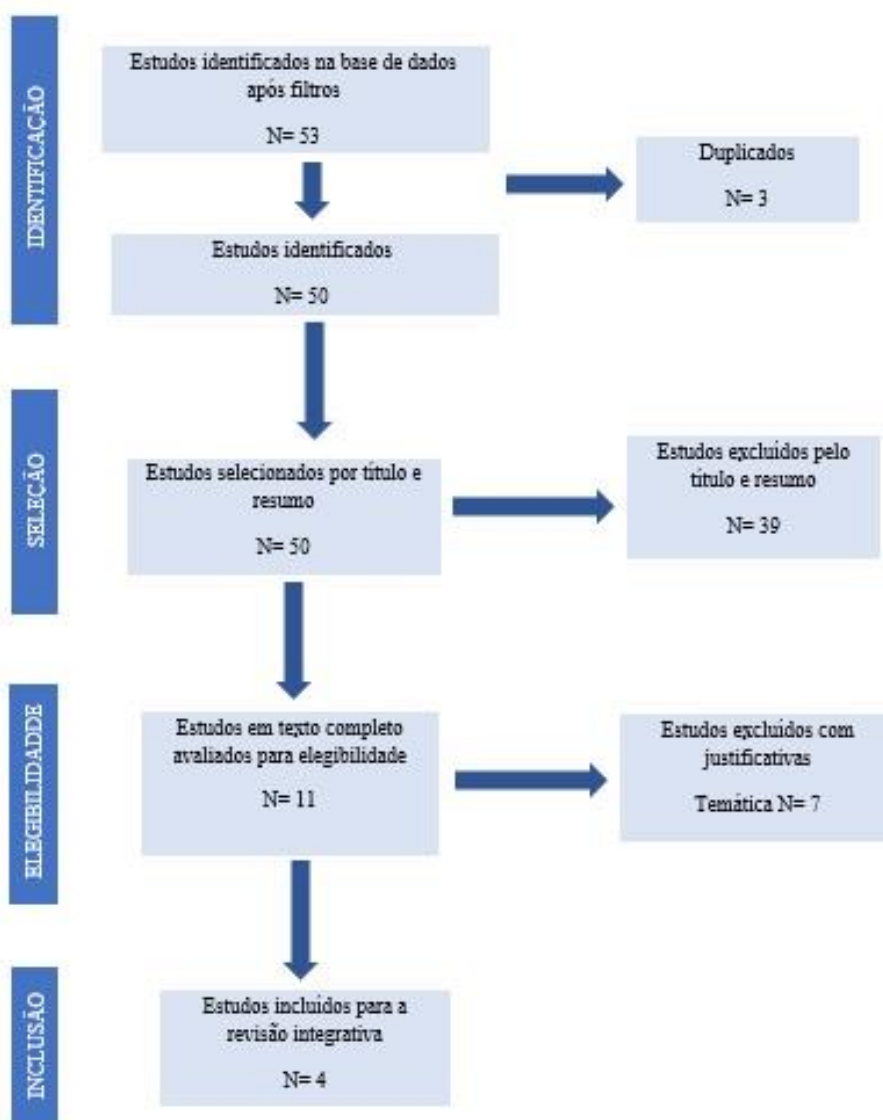 IDENTIFICAÇÃO
Estudos identificados na base de dados
após filtros
N= 53
Duplicados
N= 3
Estudos identificados
N= 50
SELEÇÃO
Estudos selecionados por título e
resumo
N= 50
Estudos excluídos pelo
título e resumo
N= 39
ELEGIBILIDADDE
Estudos em texto completo
avaliados para elegibilidade
N= 11
Estudos excluídos com
justificativas
Temática N= 7
INCLUSÃO
Estudos incluídos para a
revisão integrativa
N= 4